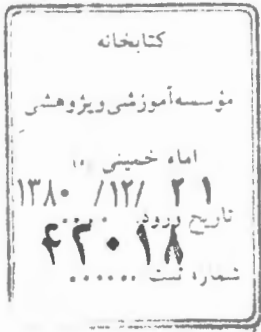 کتابخانه
مؤسسه آموزشی و پژوهشی
امام خمینی
۱۳۸۰ /۱۲/ ۲۱
تاریخ ورود .....
۴۲۰۱۸
شماره ثبت ......